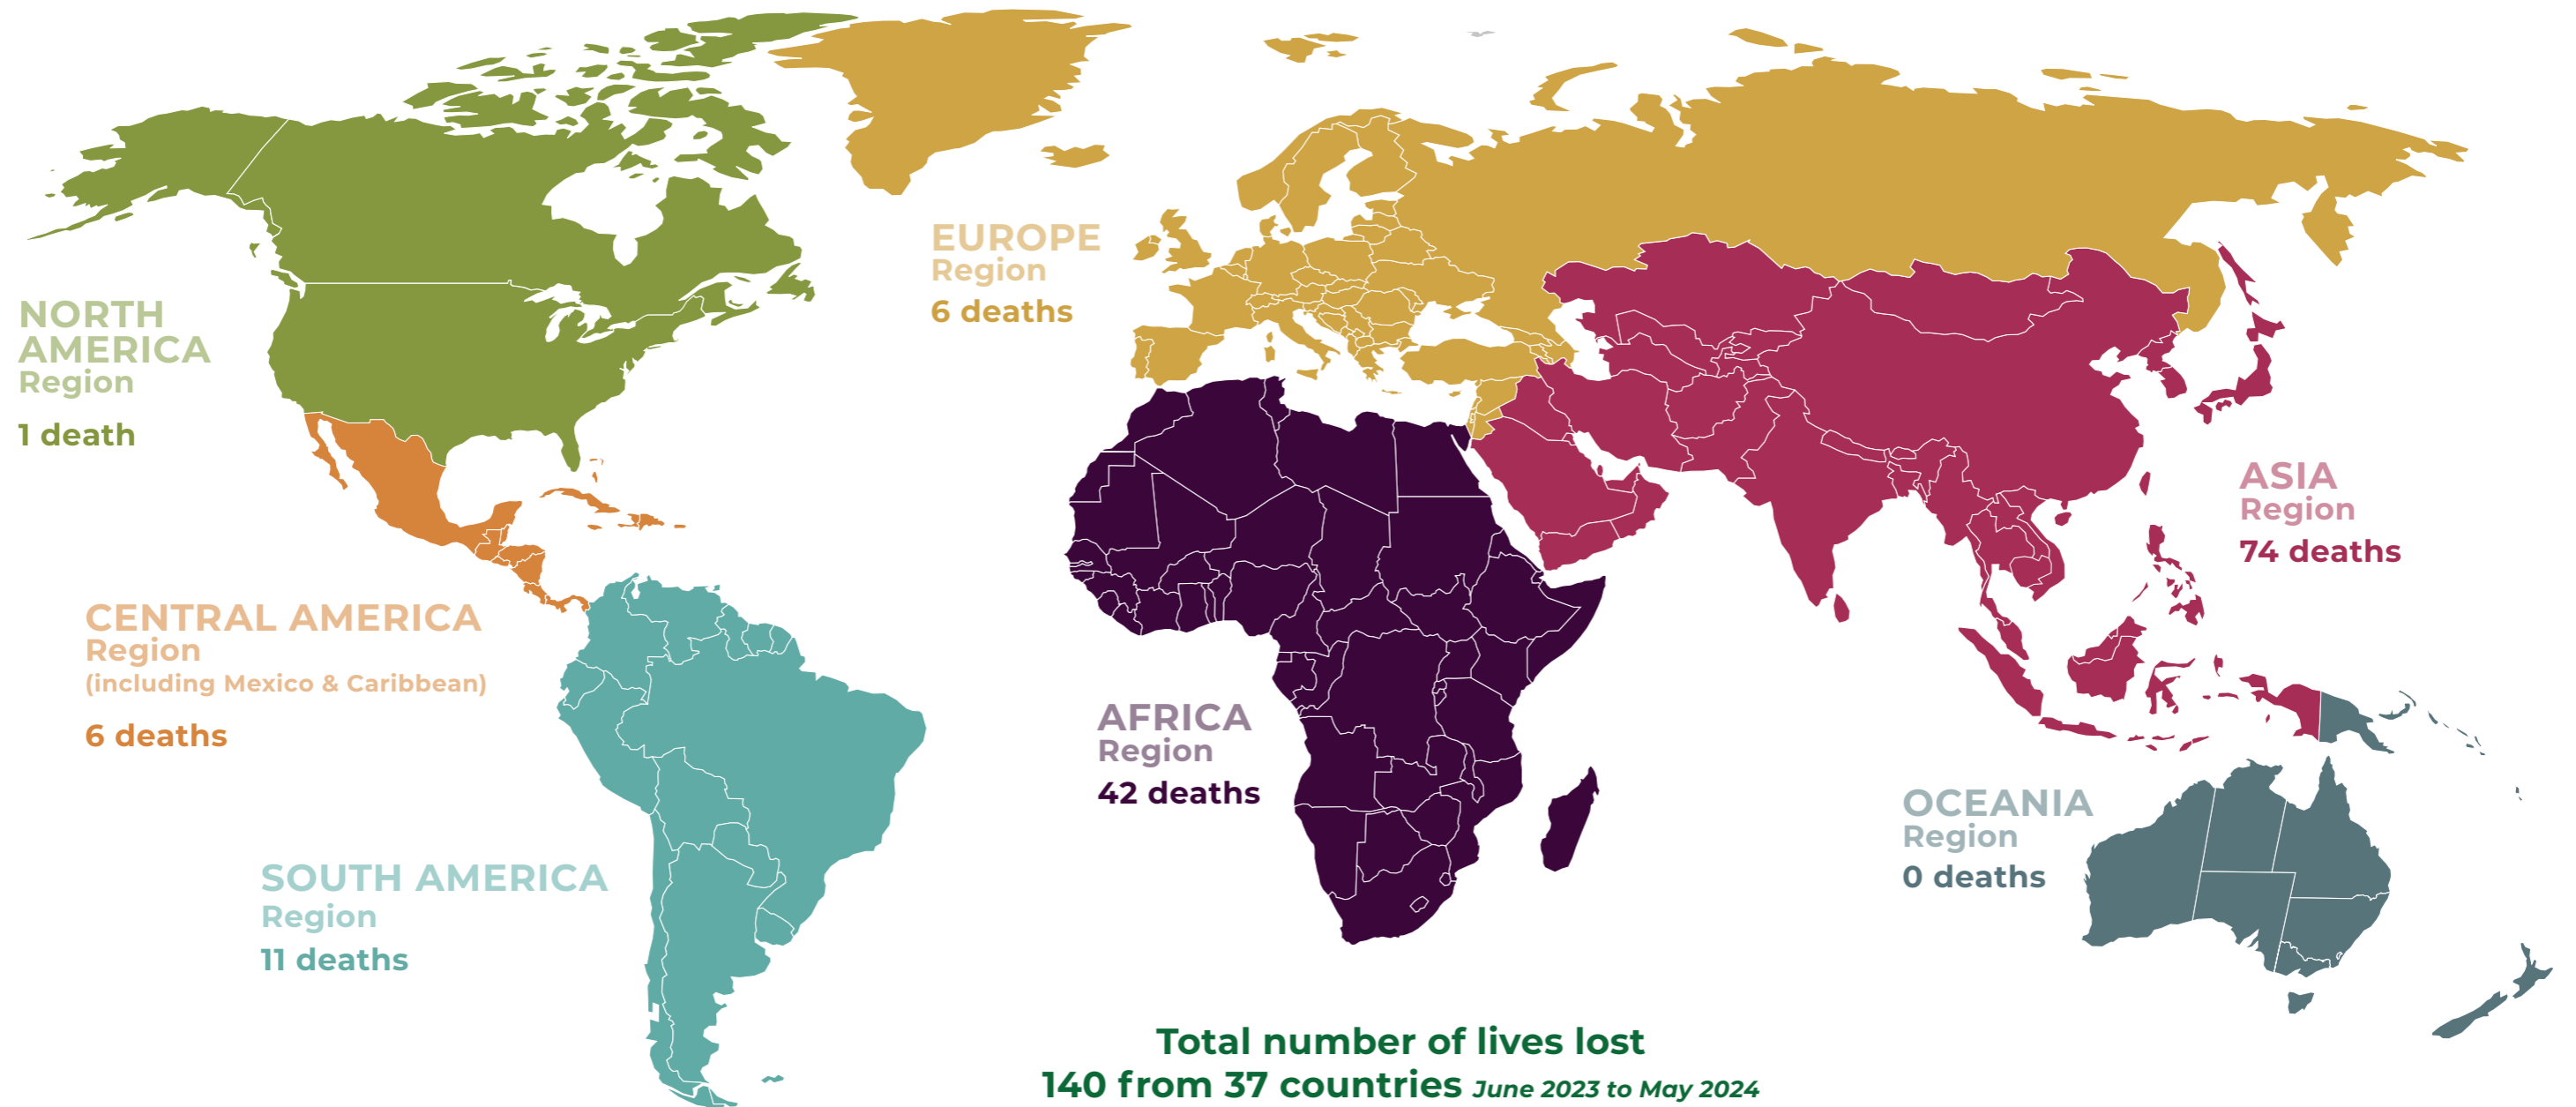 NORTH
AMERICA
Region
1 death
EUROPE
Region
6 deaths
ASIA
Region
74 deaths
CENTRAL AMERICA
Region
(including Mexico & Caribbean)
6 deaths
AFRICA
Region
42 deaths
OCEANIA
Region
0 deaths
SOUTH AMERICA
Region
11 deaths
Total number of lives lost
140 from 37 countries June 2023 to May 2024